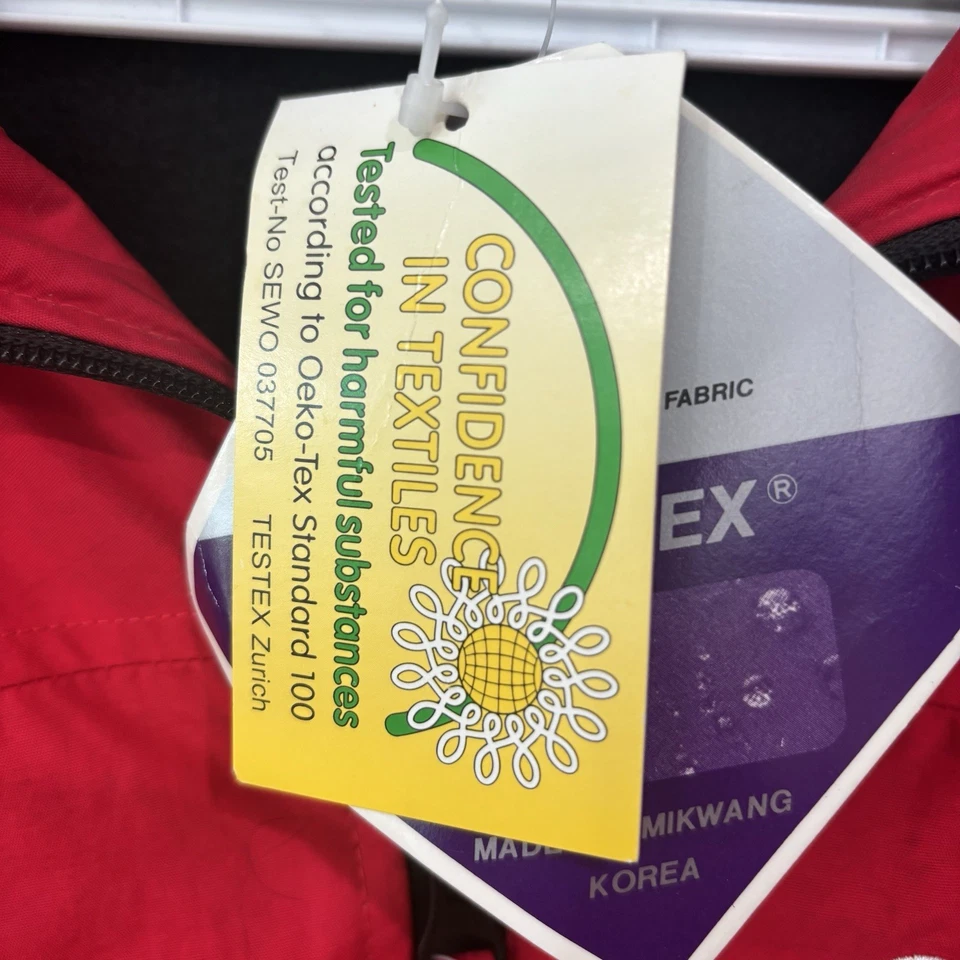 CONFIDENCE
IN TEXTILES
Tested for harmful substances
according to Oeko-Tex Standard 100
Test-No SEWO 037705 TESTEX Zürich
FABRIC
EX®
MIKWANG
KOREA